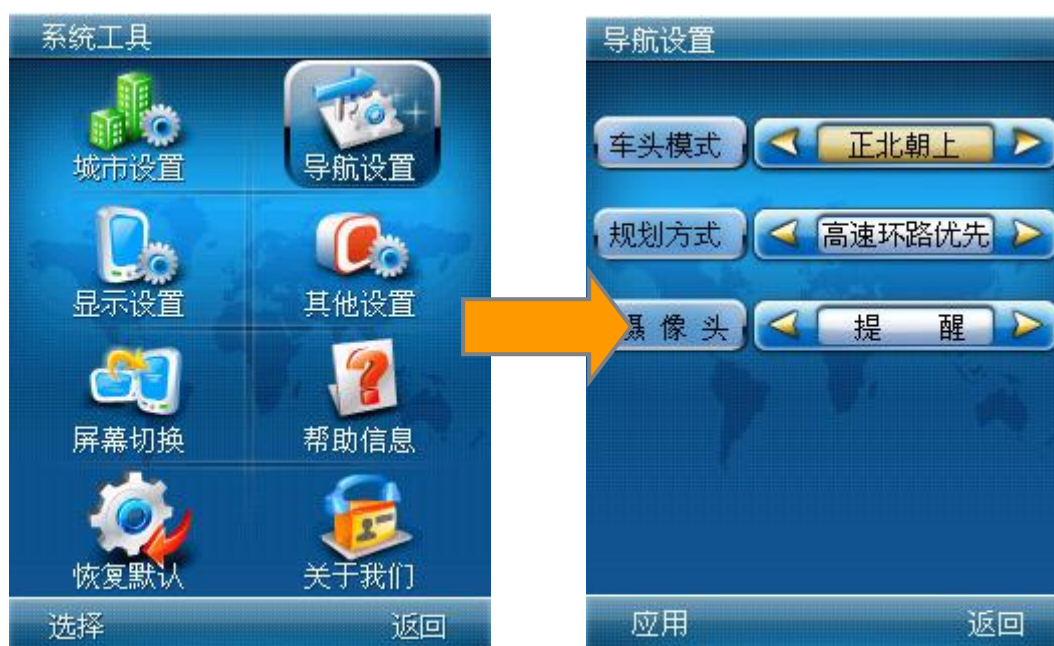 系统工具
城市设置 导航设置
显示设置 其他设置
屏幕切换 帮助信息
恢复默认 关于我们
选择 返回
导航设置
车头模式 正北朝上
规划方式 高速环路优先
摄像头 提 醒
应用 返回